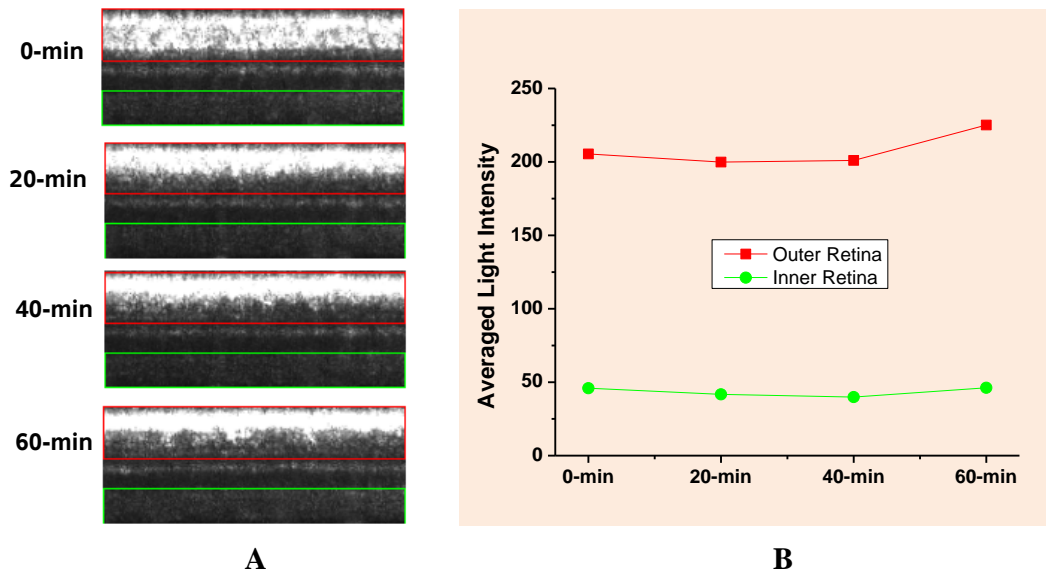 0-min
20-min
40-min
60-min
A
Averaged Light Intensity
250
200
150
100
50
0
Outer Retina
Inner Retina
0-min 20-min 40-min 60-min
B